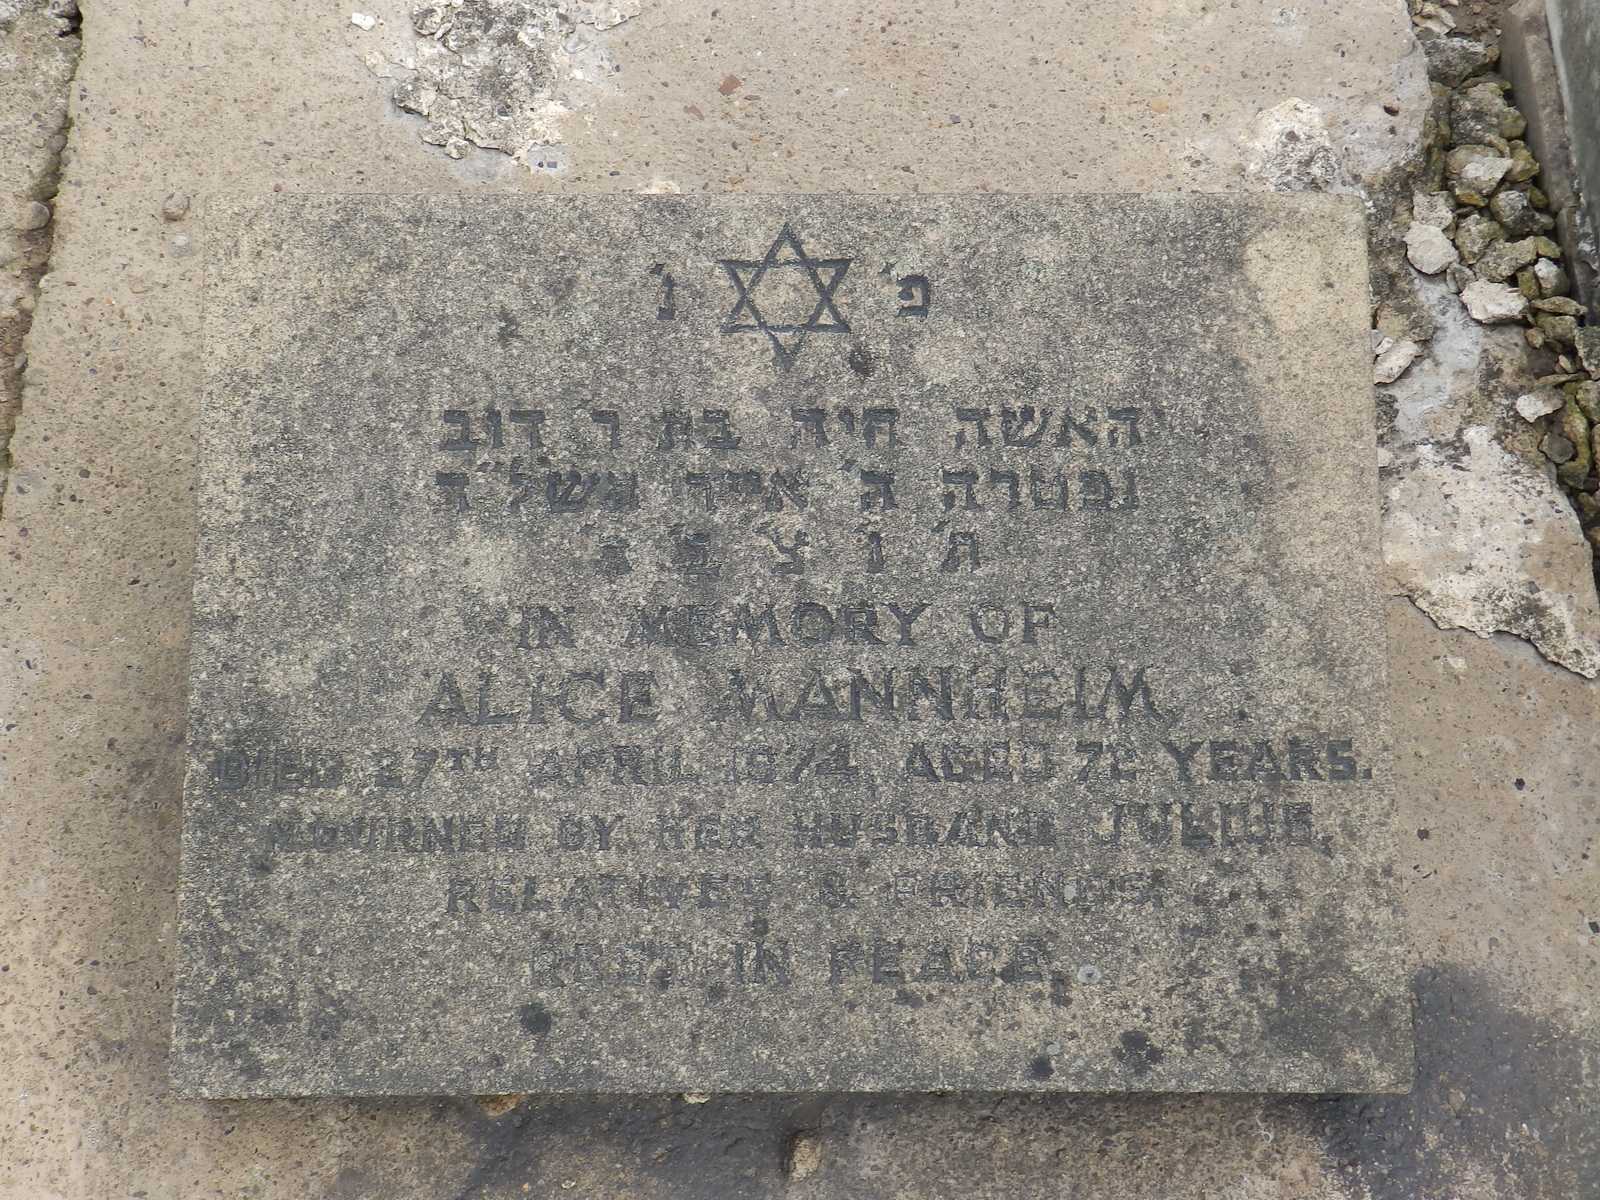 פ' נ'
האשה חיה בת ר' דוב
נפטרה ה' אייר תשל"ד
ת' נ' צ' ב' ה'
IN MEMORY OF
ALICE MANNHEIM,
DIED 27TH APRIL 1974, AGED 72 YEARS.
MOURNED BY HER HUSBAND JULIUS,
RELATIVES & FRIENDS.
REST IN PEACE.